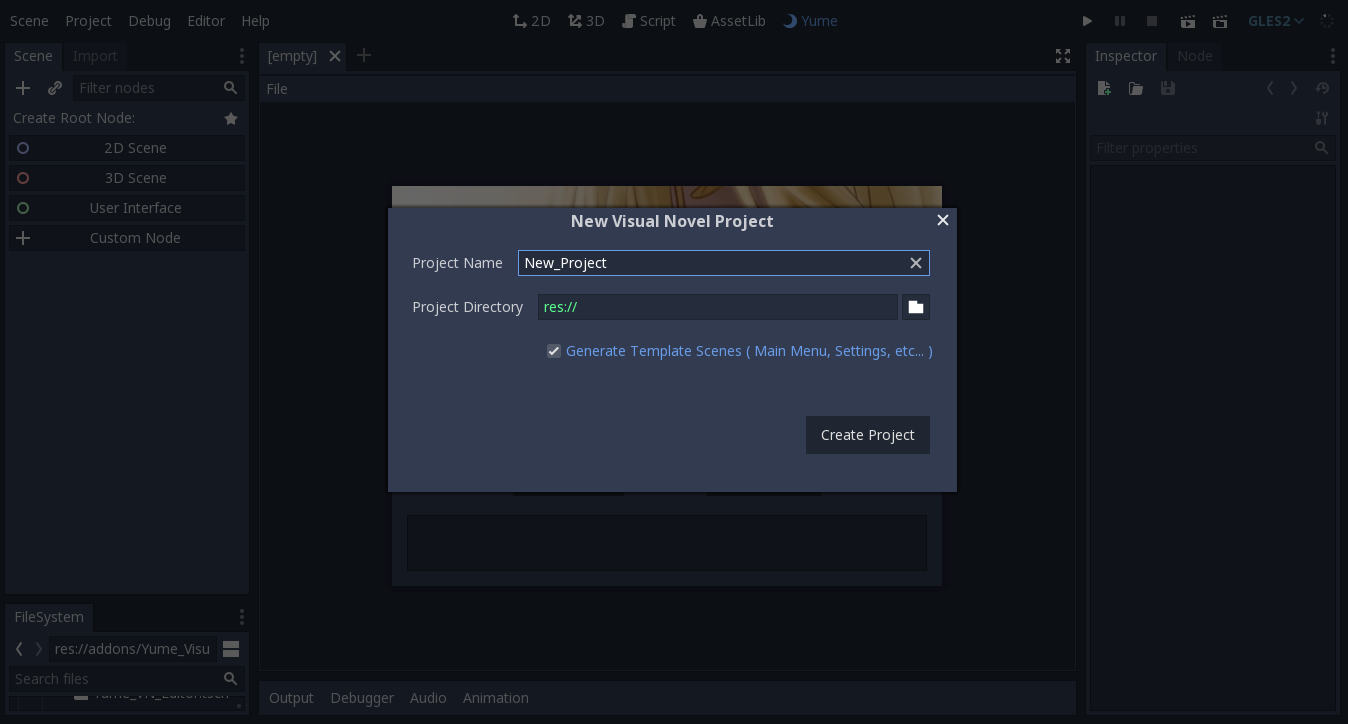 Scene Project Debug Editor Help 2D 3D Script AssetLib Yume GLES2
Scene Import
[empty]
Inspector Node
Filter nodes
File
Create Root Node:
2D Scene
3D Scene
User Interface
Custom Node
Filter properties
New Visual Novel Project
Project Name New_Project
Project Directory res://
Generate Template Scenes ( Main Menu, Settings, etc... )
Create Project
FileSystem
res://addons/Yume_Visu
Search files
Output Debugger Audio Animation